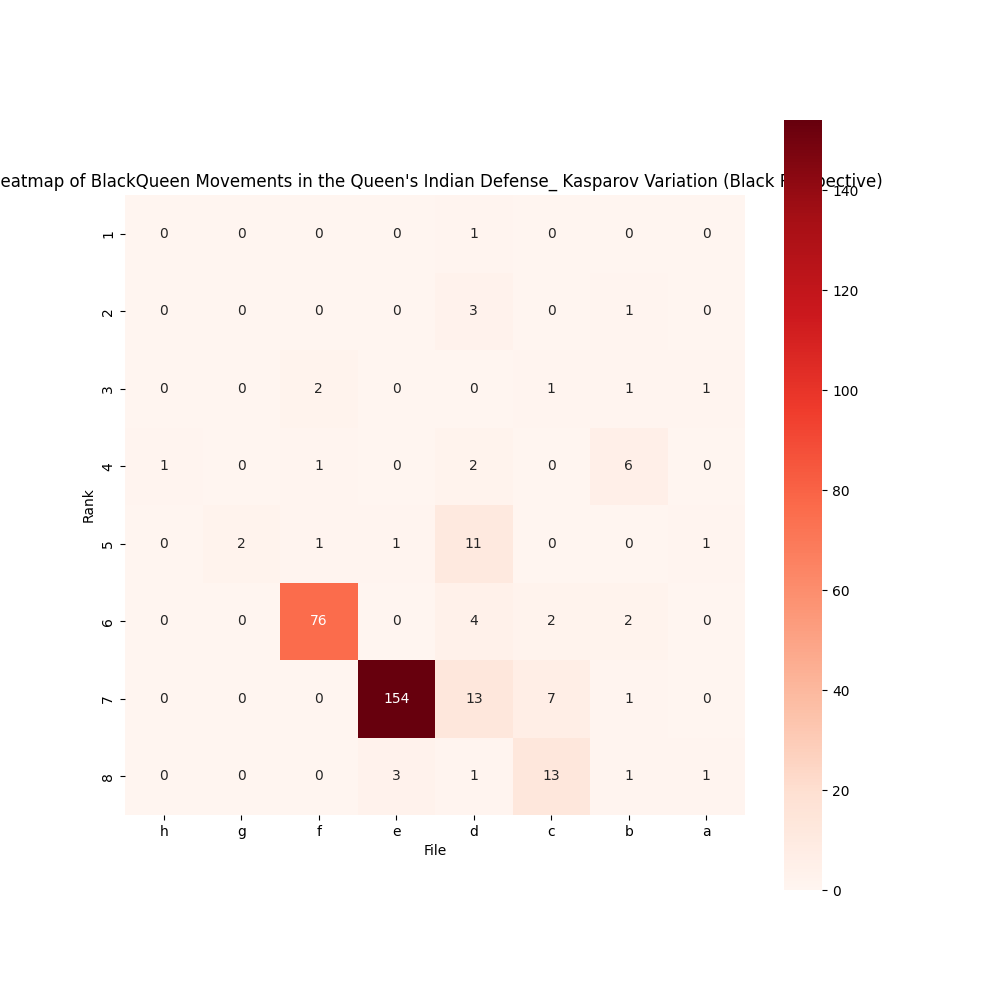 eatmap of BlackQueen Movements in the Queen's Indian Defense_ Kasparov Variation (Black
140
120
100
80
60
40
20
0
Rank
1 0 0 0 0 1 0 0 0
2 0 0 0 0 3 0 1 0
3 0 0 2 0 0 1 1 1
4 1 0 1 0 2 0 6 0
5 0 2 1 1 11 0 0 1
6 0 0 76 0 4 2 2 0
7 0 0 0 154 13 7 1 0
8 0 0 0 3 1 13 1 1
h g f e d c b a
File